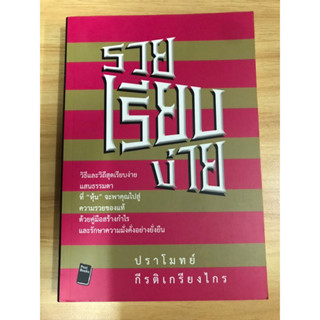 รวย
เรียบ
ง่าย
วิธีและวิถีสุดเรียบง่าย
แสนธรรมดา
ที่ "หุ้น" จะพาคุณไปสู่
ความรวยของแท้
ด้วยคู่มือสร้างกำไร
และรักษาความมั่งคั่งอย่างยั่งยืน
ปราโมทย์
กีรติเกรียงไกร